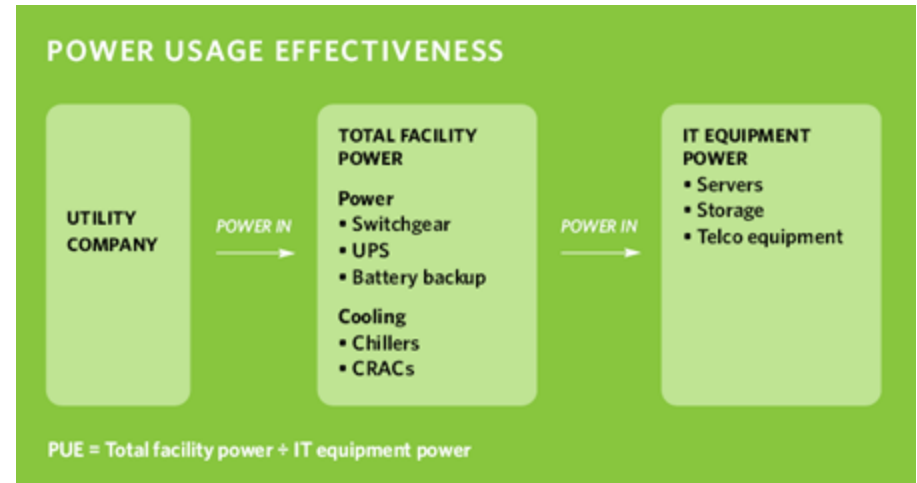 POWER USAGE EFFECTIVENESS
UTILITY
COMPANY
POWER IN
TOTAL FACILITY
POWER
Power
▪ Switchgear
▪ UPS
▪ Battery backup
Cooling
▪ Chillers
▪ CRACs
POWER IN
IT EQUIPMENT
POWER
▪ Servers
▪ Storage
▪ Telco equipment
PUE = Total facility power ÷ IT equipment power